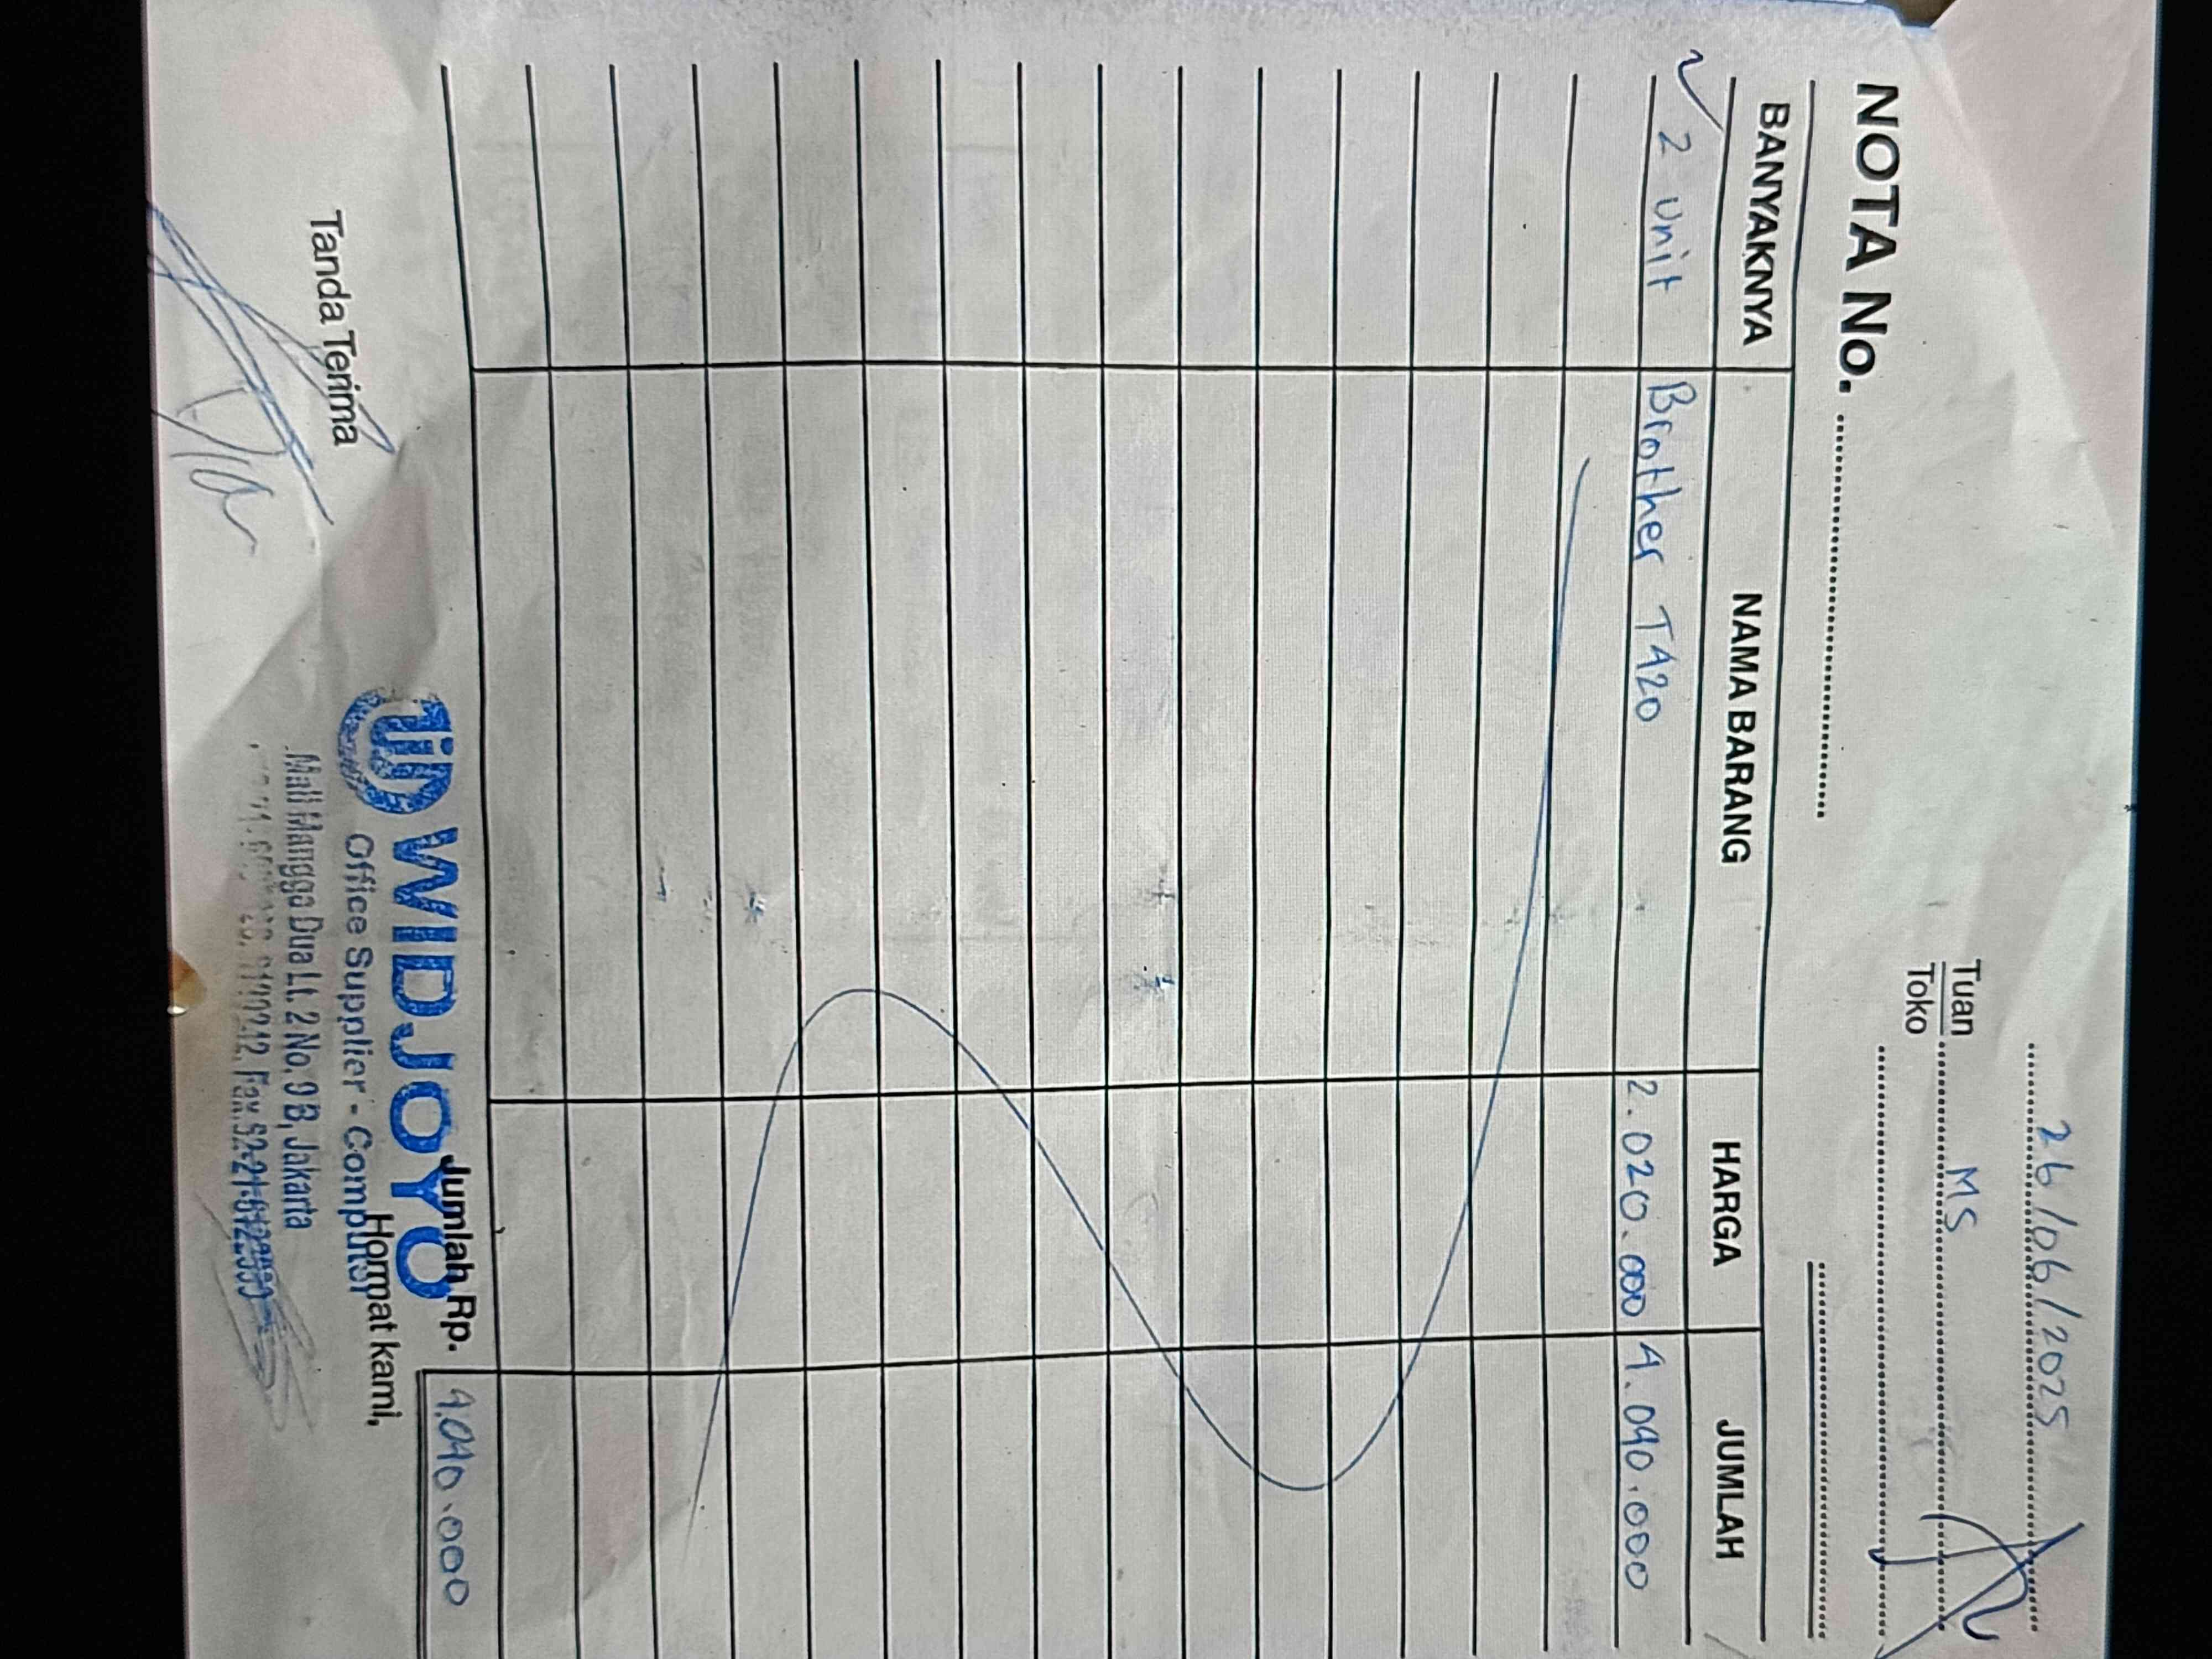 26/06/2025
NOTA No. ........................
Tuan MS
Toko
BANYAKNYA NAMA BARANG HARGA JUMLAH
2 Unit Brother T420 2.020.000 4.040.000
Jumlah Rp. 4.040.000
Tanda Terima Hormat kami,
WIDJOYO
Office Supplier - Computer
Mall Mangga Dua Lt. 2 No. 9 B, Jakarta